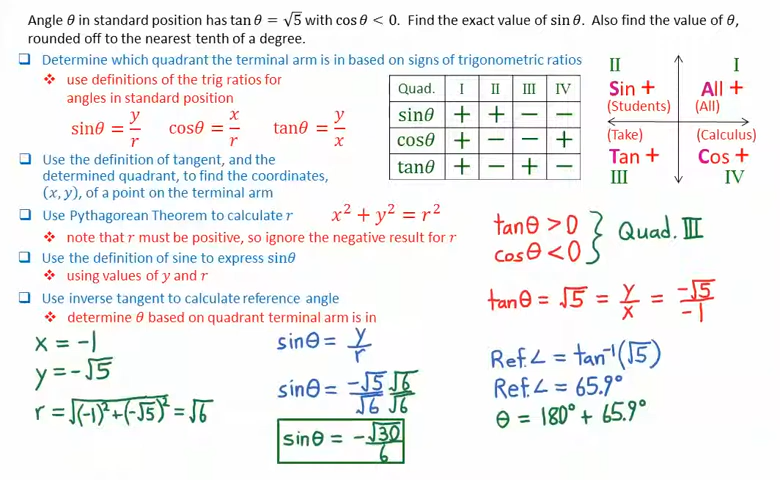 Angle θ in standard position has tan θ = √5 with cos θ < 0. Find the exact value of sin θ. Also find the value of θ,
rounded off to the nearest tenth of a degree.
❑ Determine which quadrant the terminal arm is in based on signs of trigonometric ratios
❖ use definitions of the trig ratios for
angles in standard position
sinθ = y/r cosθ = x/r tanθ = y/x
❑ Use the definition of tangent, and the
determined quadrant, to find the coordinates,
(x, y), of a point on the terminal arm
❑ Use Pythagorean Theorem to calculate r x² + y² = r²
❖ note that r must be positive, so ignore the negative result for r
❑ Use the definition of sine to express sinθ
❖ using values of y and r
❑ Use inverse tangent to calculate reference angle
❖ determine θ based on quadrant terminal arm is in
Quad. I II III IV
sinθ + + − −
cosθ + − − +
tanθ + − + −
II I
Sin + All +
(Students) (All)
(Take) (Calculus)
Tan + Cos +
III IV
tanθ > 0
cosθ < 0 } Quad. III
tanθ = √5 = y/x = -√5/-1
x = -1
y = -√5
r = √((-1)²+(-√5)²) = √6
sinθ = y/r
sinθ = -√5/√6 √6/√6
sinθ = -√30/6
Ref.∠ = tan⁻¹(√5)
Ref.∠ = 65.9°
θ = 180° + 65.9°